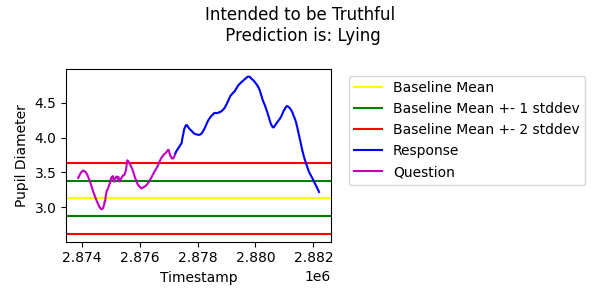 Intended to be Truthful
Prediction is: Lying
Baseline Mean
Baseline Mean +- 1 stddev
Baseline Mean +- 2 stddev
Response
Question
Pupil Diameter
4.5
4.0
3.5
3.0
2.874
2.876
2.878
2.880
2.882
1e6
Timestamp